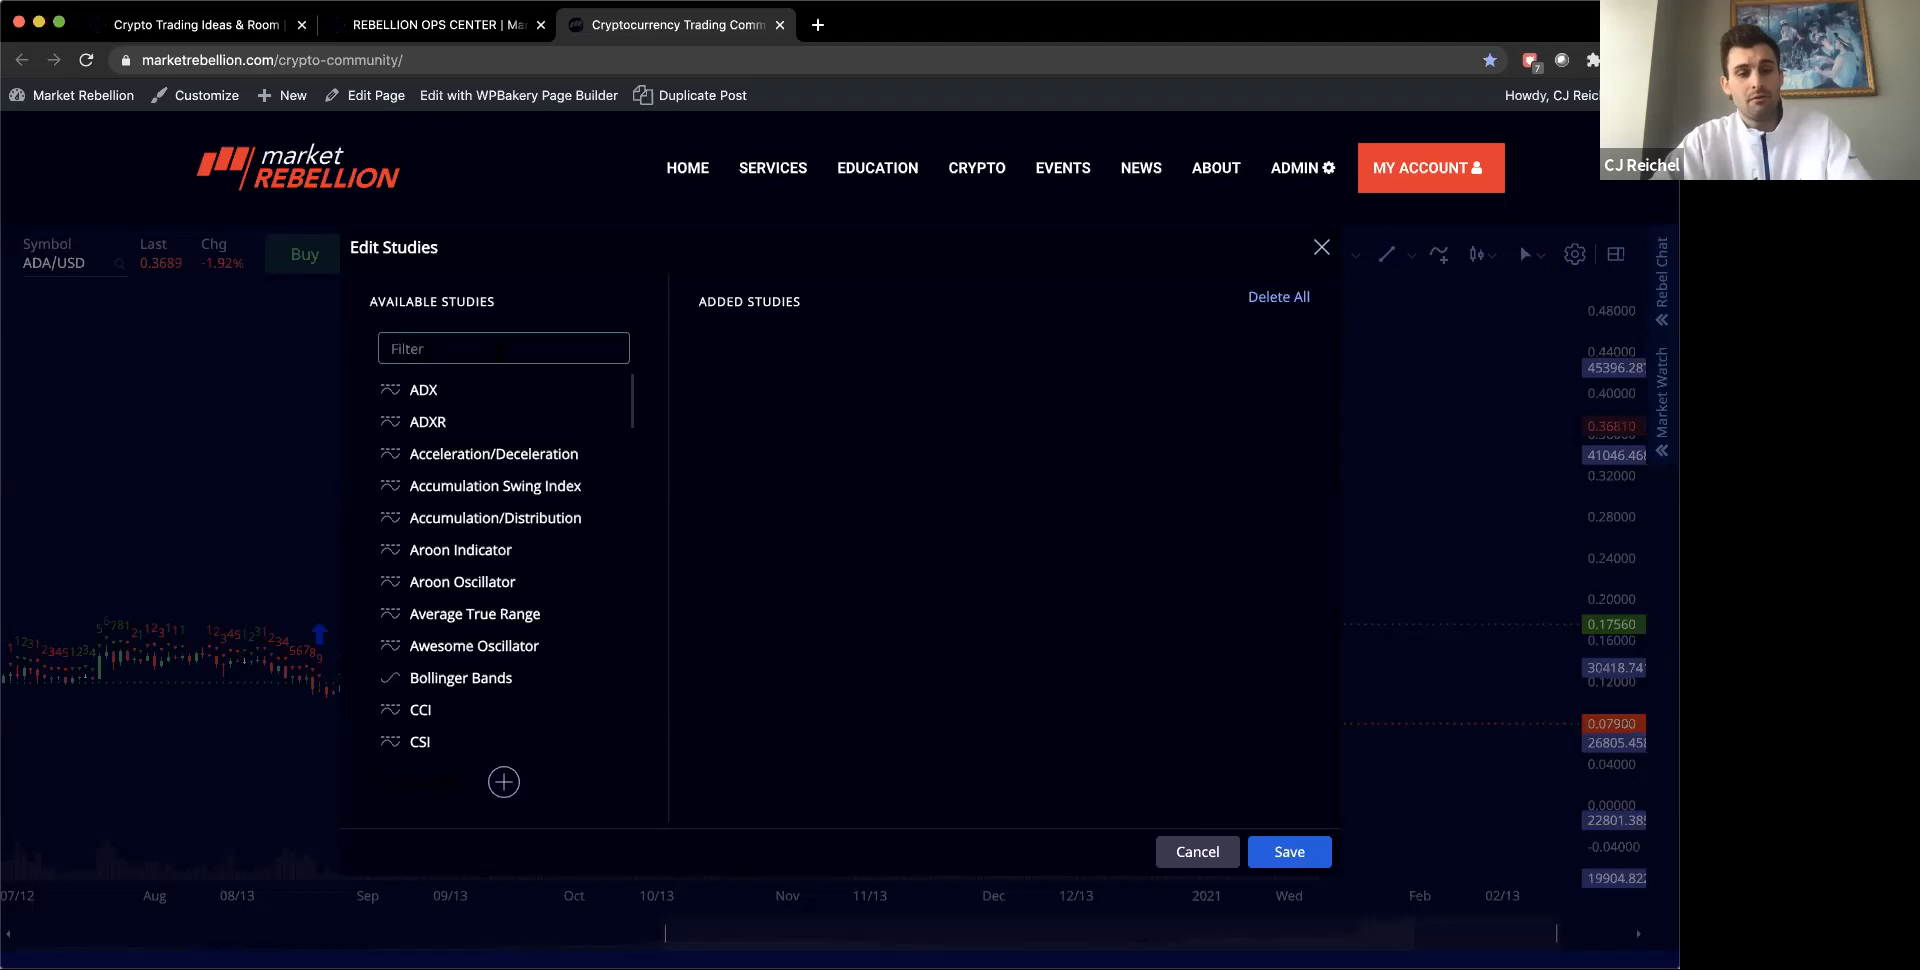 Crypto Trading Ideas & Room
REBELLION OPS CENTER | Ma
Cryptocurrency Trading Comm
marketrebellion.com/crypto-community/
7
Market Rebellion
Customize
New
Edit Page
Edit with WPBakery Page Builder
Duplicate Post
Howdy, CJ Reic
CJ Reichel
market
REBELLION
HOME
SERVICES
EDUCATION
CRYPTO
EVENTS
NEWS
ABOUT
ADMIN
MY ACCOUNT
Symbol
Last
Chg
ADA/USD
0.3689
-1.92%
Buy
Edit Studies
AVAILABLE STUDIES
ADDED STUDIES
Delete All
Filter
ADX
ADXR
Acceleration/Deceleration
Accumulation Swing Index
Accumulation/Distribution
Aroon Indicator
Aroon Oscillator
Average True Range
Awesome Oscillator
Bollinger Bands
CCI
CSI
Cancel
Save
Rebel Chat
Market Watch
0.48000
0.44000
45396.287
0.40000
0.36810
41046.468
0.32000
0.28000
0.24000
0.20000
0.17560
0.16000
30418.741
0.12000
0.07900
26805.458
0.04000
0.00000
22801.385
-0.04000
19904.822
07/12
Aug
08/13
Sep
09/13
Oct
10/13
Nov
11/13
Dec
12/13
2021
Wed
Feb
02/13